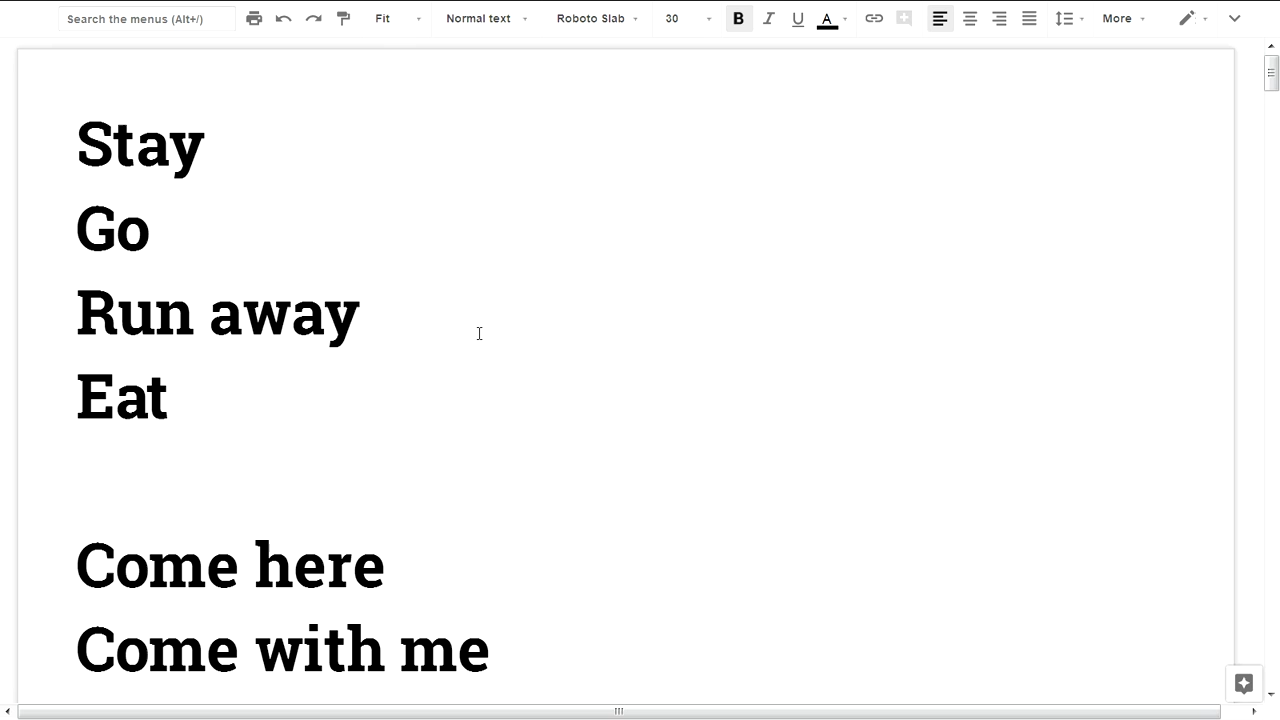 Search the menus (Alt+/) Fit Normal text Roboto Slab 30 B I U A More
Stay
Go
Run away
Eat
Come here
Come with me